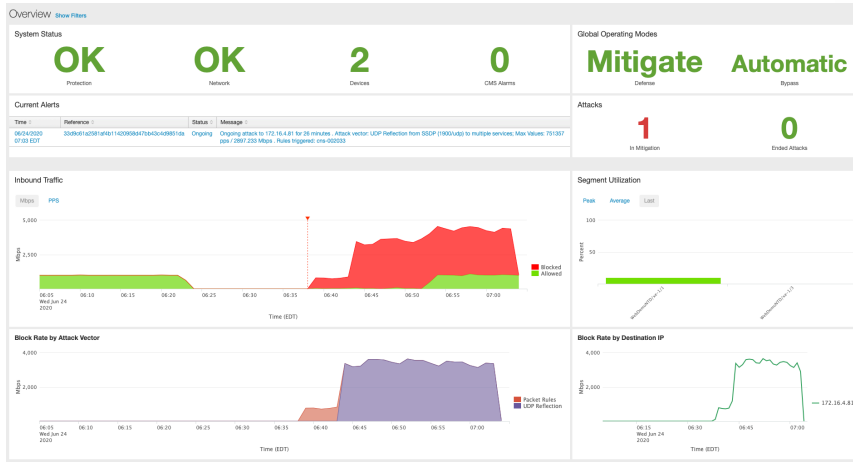 Overview Show Filters
System Status
OK
OK
2
0
Protection
Network
Devices
CMS Alarms
Global Operating Modes
Mitigate
Automatic
Defense
Bypass
Current Alerts
Time
Reference
Status
Message
06/24/2020
07:03 EDT
33d9c61a2581af4b11420958d47bb43c4d9851da
Ongoing
Ongoing attack to 172.16.4.81 for 26 minutes . Attack vector: UDP Reflection from SSDP (1900/udp) to multiple services; Max Values: 751357
pps / 2897.233 Mbps . Rules triggered: cns-002033
Attacks
1
0
In Mitigation
Ended Attacks
Inbound Traffic
Mbps PPS
5,000
2,500
Mbps
Blocked
Allowed
06:05 06:10 06:15 06:20 06:25 06:30 06:35 06:40 06:45 06:50 06:55 07:00
Wed Jun 24
2020
Time (EDT)
Segment Utilization
Peak Average Last
100
50
Percent
Block Rate by Attack Vector
4,000
2,000
Mbps
Packet Rules
UDP Reflection
06:05 06:10 06:15 06:20 06:25 06:30 06:35 06:40 06:45 06:50 06:55 07:00
Wed Jun 24
2020
Time (EDT)
Block Rate by Destination IP
4,000
2,000
Mbps
172.16.4.81
06:15 06:30 06:45 07:00
Wed Jun 24
2020
Time (EDT)